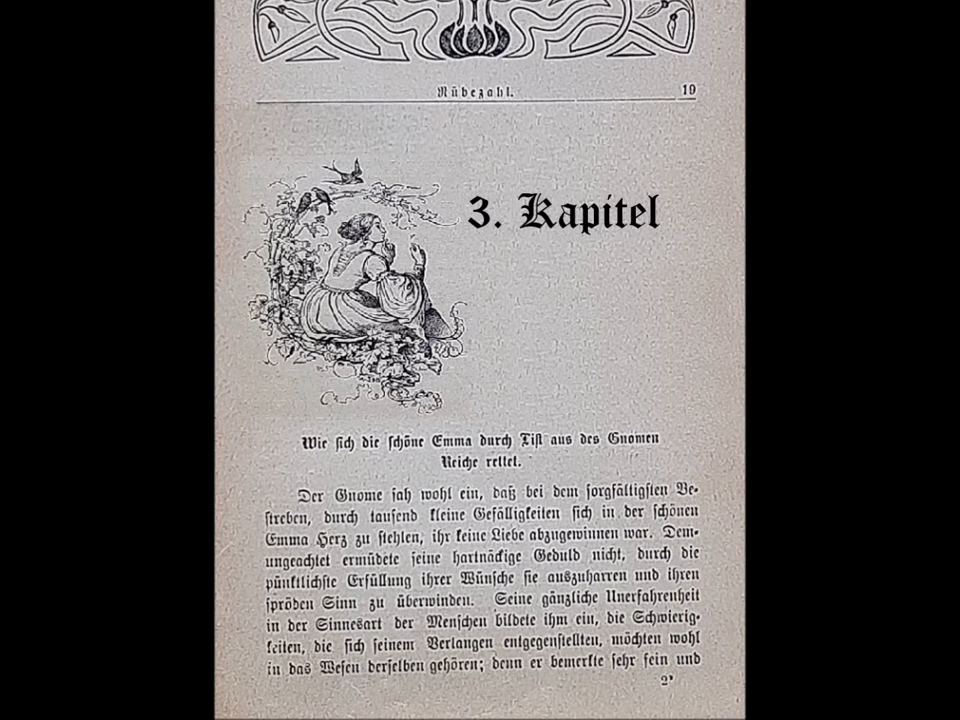 Rübezahl. 19
3. Kapitel
Wie sich die schöne Emma durch List aus des Gnomen
Reiche rettet.
Der Gnome sah wohl ein, daß bei dem sorgfältigsten Be-
streben, durch tausend kleine Gefälligkeiten sich in der schönen
Emma Herz zu stehlen, ihr keine Liebe abzugewinnen war. Dem-
ungeachtet ermüdete seine hartnäckige Geduld nicht, durch die
pünktlichste Erfüllung ihrer Wünsche sie auszuharren und ihren
spröden Sinn zu überwinden. Seine gänzliche Unerfahrenheit
in der Sinnesart der Menschen bildete ihm ein, die Schwierig-
keiten, die sich seinem Verlangen entgegenstellten, möchten wohl
in das Wesen derselben gehören; denn er bemerkte sehr fein und
2*